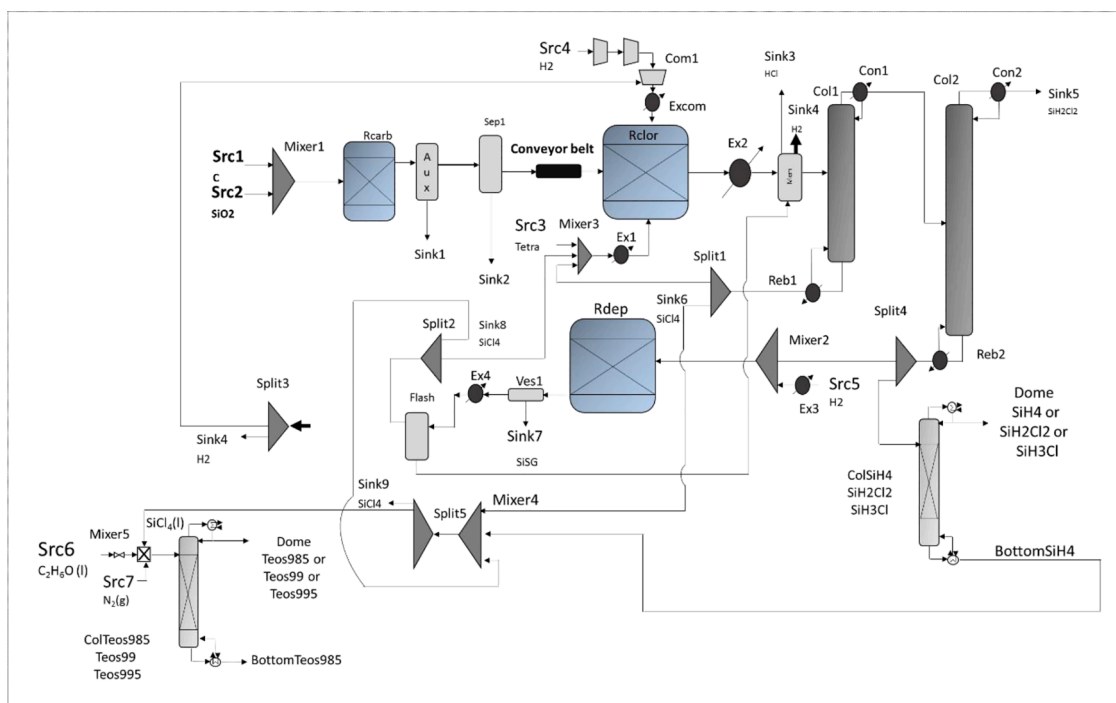 Src4
H2
Com1
Excom
Sink3
HCl
Sink4
H2
Col1
Con1
Col2
Con2
Sink5
SiH2Cl2
Mixer1
Rcarb
Sep1
Rclor
Ex2
Src1
C
Src2
SiO2
A
u
x
Conveyor belt
Sink1
Sink2
Src3
Tetra
Mixer3
Ex1
Split1
Reb1
Sink6
SiCl4
Rdep
Mixer2
Split4
Reb2
Split2
Sink8
SiCl4
Ex4
Ves1
Flash
Sink7
SiSG
Ex3
Src5
H2
Split3
Sink4
H2
Dome
SiH4 or
SiH2Cl2 or
SiH3Cl
ColSiH4
SiH2Cl2
SiH3Cl
BottomSiH4
Sink9
SiCl4
Split5
Mixer4
Mixer5
SiCl4(l)
Src6
C2H6O (l)
Src7
N2(g)
Dome
Teos985 or
Teos99 or
Teos995
ColTeos985
Teos99
Teos995
BottomTeos985